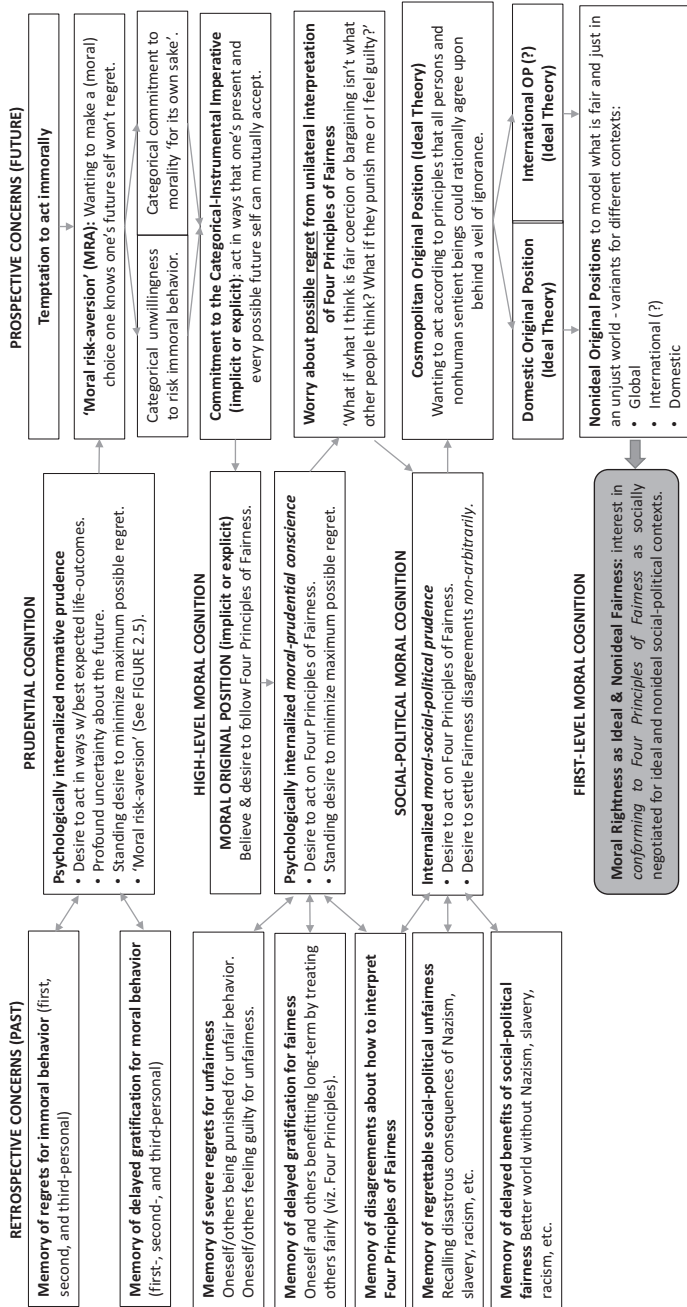 RETROSPECTIVE CONCERNS (PAST)
Memory of regrets for immoral behavior (first,
second, and third-personal)
Memory of delayed gratification for moral behavior
(first-, second-, and third-personal)
Memory of severe regrets for unfairness
Oneself/others being punished for unfair behavior.
Oneself/others feeling guilty for unfairness.
Memory of delayed gratification for fairness
Oneself and others benefitting long-term by treating
others fairly (viz. Four Principles).
Memory of disagreements about how to interpret
Four Principles of Fairness
Memory of regrettable social-political unfairness
Recalling disastrous consequences of Nazism,
slavery, racism, etc.
Memory of delayed benefits of social-political
fairness Better world without Nazism, slavery,
racism, etc.
PRUDENTIAL COGNITION
Psychologically internalized normative prudence
• Desire to act in ways w/best expected life-outcomes.
• Profound uncertainty about the future.
• Standing desire to minimize maximum possible regret.
• ‘Moral risk-aversion’ (See FIGURE 2.5).
HIGH-LEVEL MORAL COGNITION
MORAL ORIGINAL POSITION (implicit or explicit)
Believe & desire to follow Four Principles of Fairness.
Psychologically internalized moral-prudential conscience
• Desire to act on Four Principles of Fairness.
• Standing desire to minimize maximum possible regret.
SOCIAL-POLITICAL MORAL COGNITION
Internalized moral-social-political prudence
• Desire to act on Four Principles of Fairness.
• Desire to settle Fairness disagreements non-arbitrarily.
FIRST-LEVEL MORAL COGNITION
Moral Rightness as Ideal & Nonideal Fairness: interest in
conforming to Four Principles of Fairness as socially
negotiated for ideal and nonideal social-political contexts.
PROSPECTIVE CONCERNS (FUTURE)
Temptation to act immorally
‘Moral risk-aversion’ (MRA): Wanting to make a (moral)
choice one knows one’s future self won’t regret.
Categorical unwillingness
to risk immoral behavior.
Categorical commitment to
morality ‘for its own sake’.
Commitment to the Categorical-Instrumental Imperative
(implicit or explicit): act in ways that one’s present and
every possible future self can mutually accept.
Worry about possible regret from unilateral interpretation
of Four Principles of Fairness
‘What if what I think is fair coercion or bargaining isn’t what
other people think? What if they punish me or I feel guilty?’
Cosmopolitan Original Position (Ideal Theory)
Wanting to act according to principles that all persons and
nonhuman sentient beings could rationally agree upon
behind a veil of ignorance.
Domestic Original Position
(Ideal Theory)
International OP (?)
(Ideal Theory)
Nonideal Original Positions to model what is fair and just in
an unjust world - variants for different contexts:
• Global
• International (?)
• Domestic